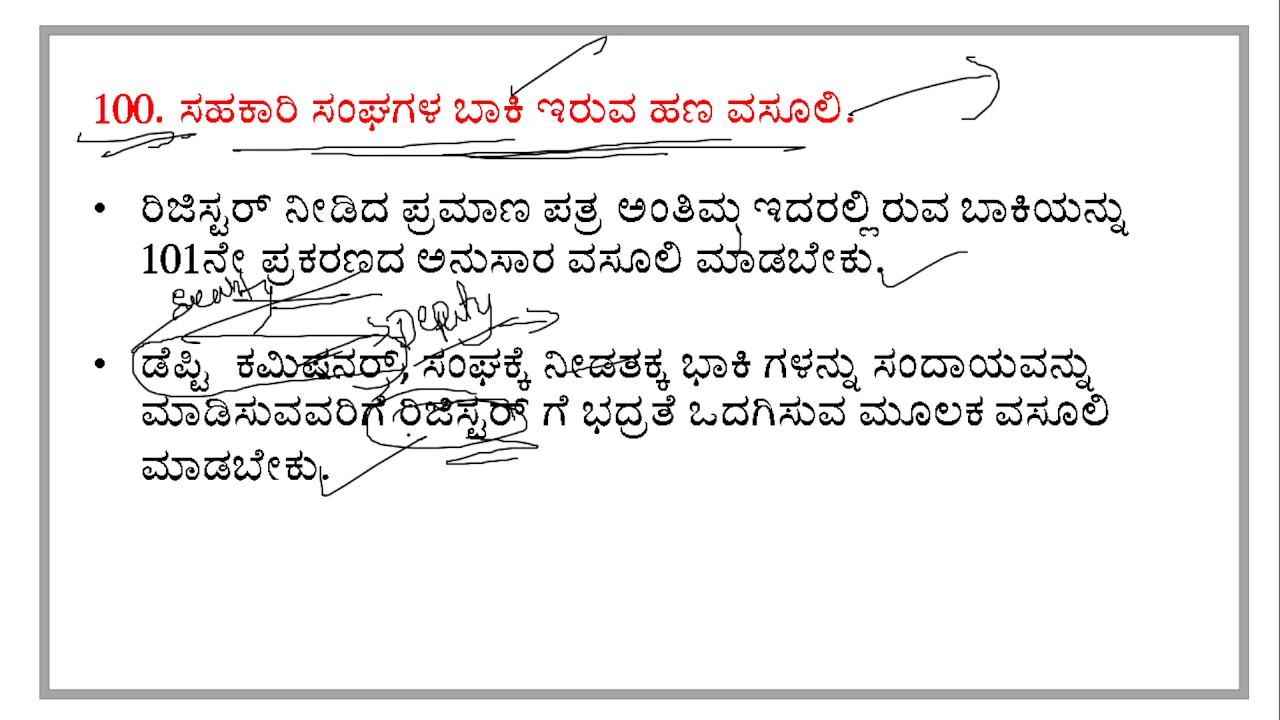 100. ಸಹಕಾರಿ ಸಂಘಗಳ ಬಾಕಿ ಇರುವ ಹಣ ವಸೂಲಿ.
• ರಿಜಿಸ್ಟರ್ ನೀಡಿದ ಪ್ರಮಾಣ ಪತ್ರ ಅಂತಿಮ ಇದರಲ್ಲಿರುವ ಬಾಕಿಯನ್ನು
101ನೇ ಪ್ರಕರಣದ ಅನುಸಾರ ವಸೂಲಿ ಮಾಡಬೇಕು.
Deputy
• ಡೆಪ್ಟಿ ಕಮಿಷನರ್, ಸಂಘಕ್ಕೆ ನೀಡತಕ್ಕ ಭಾಕಿ ಗಳನ್ನು ಸಂದಾಯವನ್ನು
ಮಾಡಿಸುವವರಿಗೆ ರಿಜಿಸ್ಟರ್ ಗೆ ಭದ್ರತೆ ಒದಗಿಸುವ ಮೂಲಕ ವಸೂಲಿ
ಮಾಡಬೇಕು.